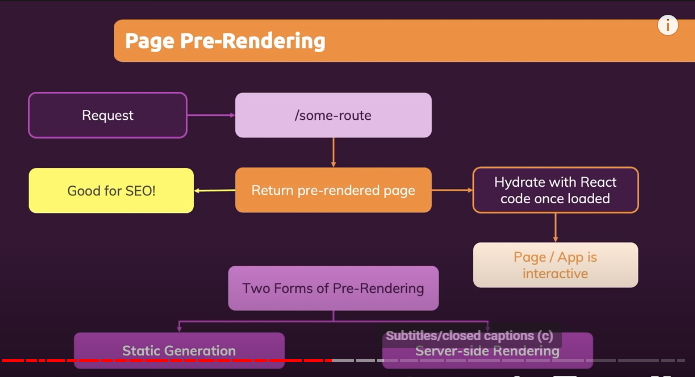 Page Pre-Rendering
i
Request
/some-route
Good for SEO!
Return pre-rendered page
Hydrate with React
code once loaded
Page / App is
interactive
Two Forms of Pre-Rendering
Subtitles/closed captions (c)
Static Generation
Server-side Rendering